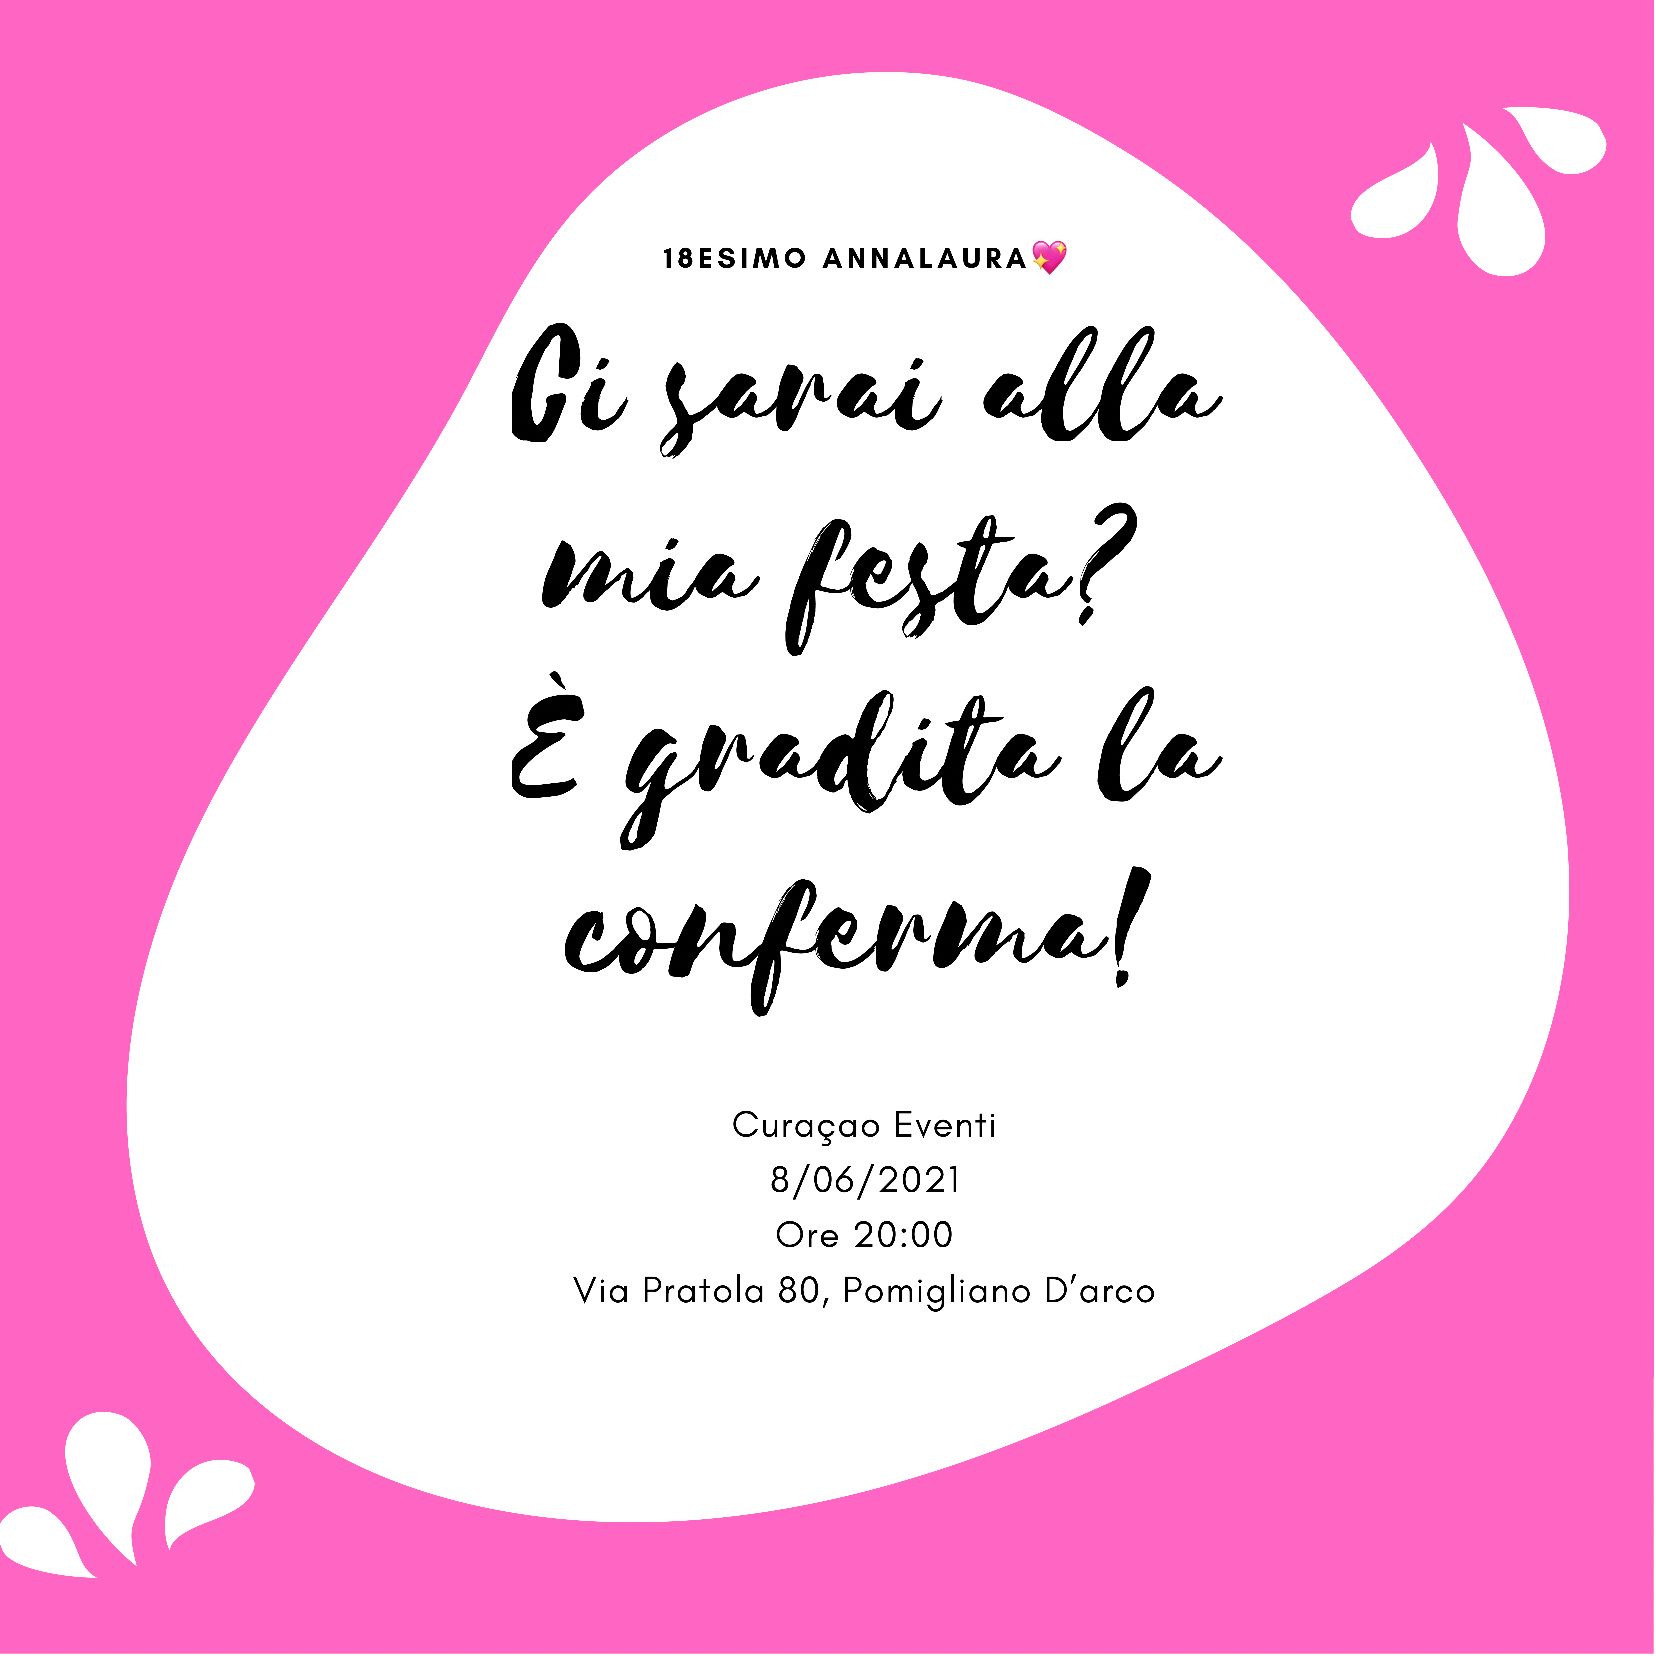 18ESIMO ANNALAURA💖
Ci sarai alla
mia festa?
È gradita la
conferma!
Curaçao Eventi
8/06/2021
Ore 20:00
Via Pratola 80, Pomigliano D’arco